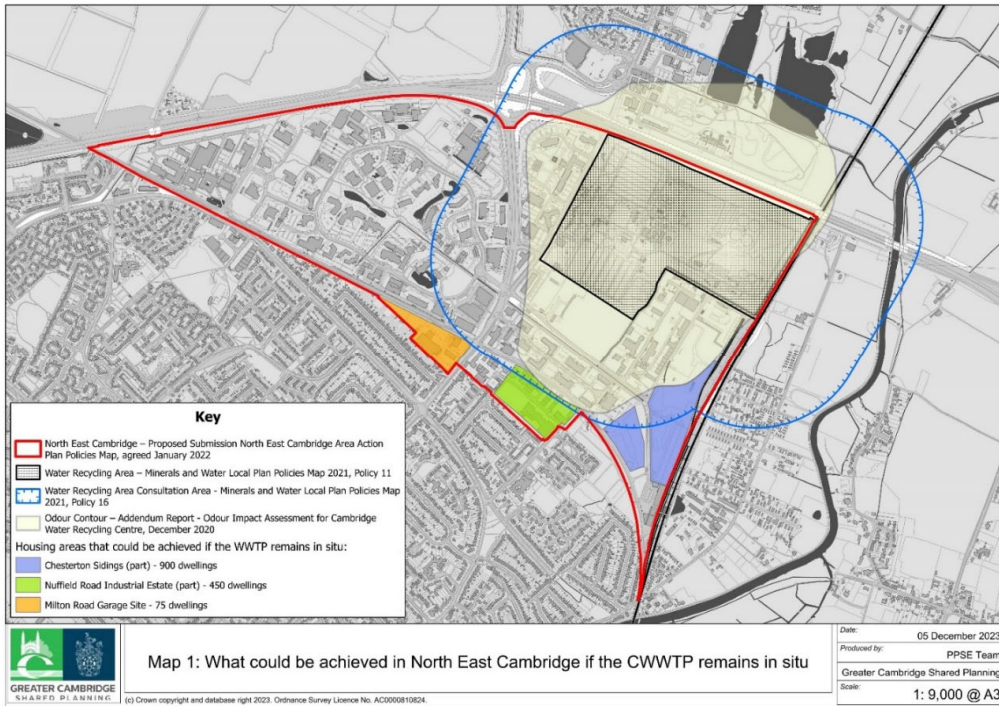 Key
North East Cambridge – Proposed Submission North East Cambridge Area Action
Plan Policies Map, agreed January 2022
Water Recycling Area – Minerals and Water Local Plan Policies Map 2021, Policy 11
Water Recycling Area Consultation Area - Minerals and Water Local Plan Policies Map
2021, Policy 16
Odour Contour – Addendum Report - Odour Impact Assessment for Cambridge
Water Recycling Centre, December 2020
Housing areas that could be achieved if the WWTP remains in situ:
Chesterton Sidings (part) - 900 dwellings
Nuffield Road Industrial Estate (part) - 450 dwellings
Milton Road Garage Site - 75 dwellings
GREATER CAMBRIDGE
SHARED PLANNING
Map 1: What could be achieved in North East Cambridge if the CWWTP remains in situ
(c) Crown copyright and database right 2023. Ordnance Survey Licence No. AC0000810824.
Date:
05 December 2023
Produced by:
PPSE Team
Greater Cambridge Shared Planning
Scale:
1: 9,000 @ A3